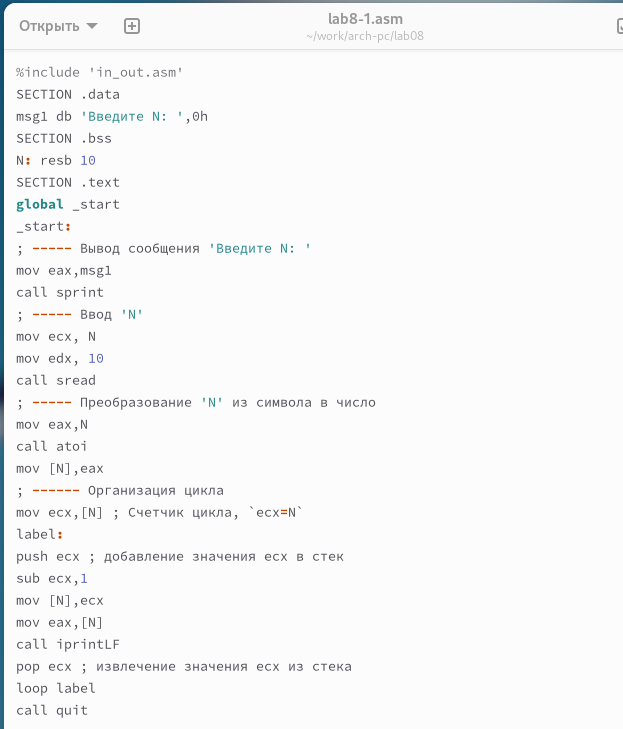 Открыть
lab8-1.asm
~/work/arch-pc/lab08
%include 'in_out.asm'
SECTION .data
msg1 db 'Введите N: ',0h
SECTION .bss
N: resb 10
SECTION .text
global _start
_start:
; ----- Вывод сообщения 'Введите N: '
mov eax,msg1
call sprint
; ----- Ввод 'N'
mov ecx, N
mov edx, 10
call sread
; ----- Преобразование 'N' из символа в число
mov eax,N
call atoi
mov [N],eax
; ------ Организация цикла
mov ecx,[N] ; Счетчик цикла, `ecx=N`
label:
push ecx ; добавление значения ecx в стек
sub ecx,1
mov [N],ecx
mov eax,[N]
call iprintLF
pop ecx ; извлечение значения ecx из стека
loop label
call quit